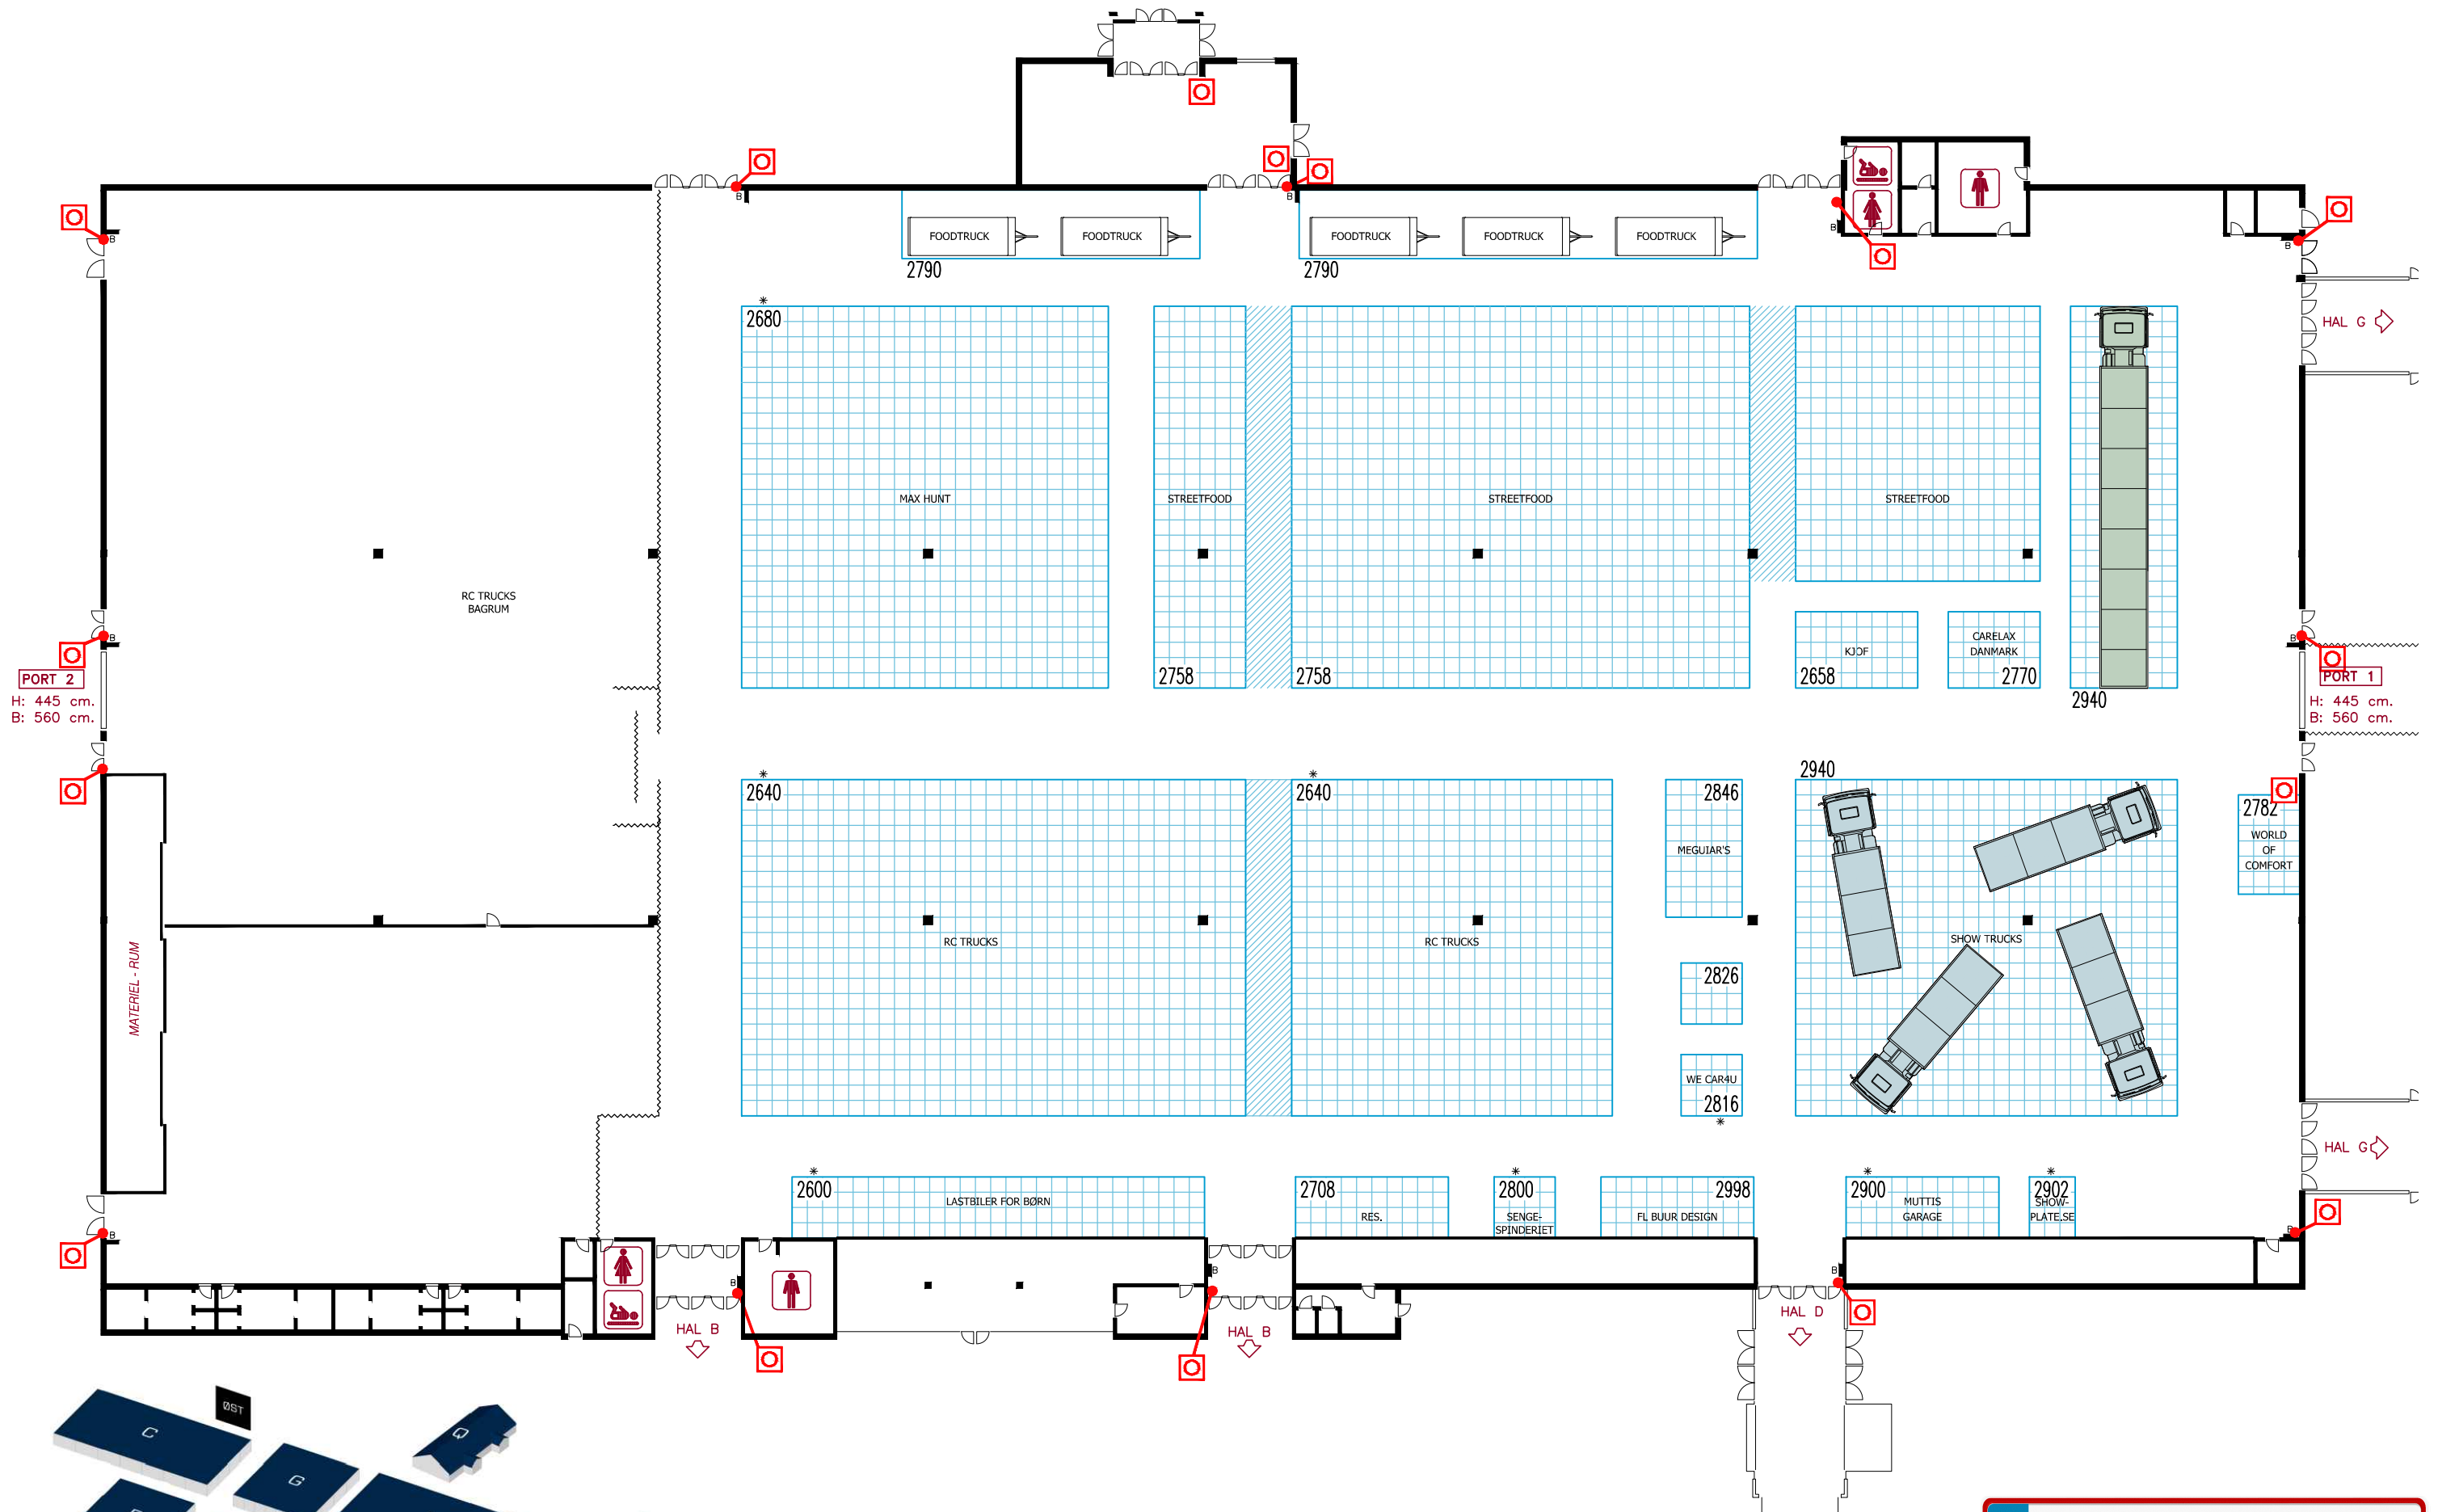 FOODTRUCK
FOODTRUCK
FOODTRUCK
FOODTRUCK
FOODTRUCK
2790
2790
B
B
B
B
B
HAL G
2680
MAX HUNT
STREETFOOD
STREETFOOD
STREETFOOD
RC TRUCKS
BAGRUM
B
B
KJOF
CARELAX
DANMARK
2758
2758
2658
2770
2940
PORT 2
H: 445 cm.
B: 560 cm.
PORT 1
H: 445 cm.
B: 560 cm.
2940
2640
2640
2846
MEGUIAR'S
2782
WORLD
OF
COMFORT
MATERIEL - RUM
RC TRUCKS
RC TRUCKS
SHOW TRUCKS
2826
WE CAR4U
2816
HAL G
2600
LASTBILER FOR BØRN
2708
RES.
2800
SENGE-
SPINDERIET
2998
FL BUUR DESIGN
2900
MUTTIS
GARAGE
2902
SHOW-
PLATE.SE
B
B
B
B
B
HAL B
HAL B
HAL D
ØST
C
Q
G